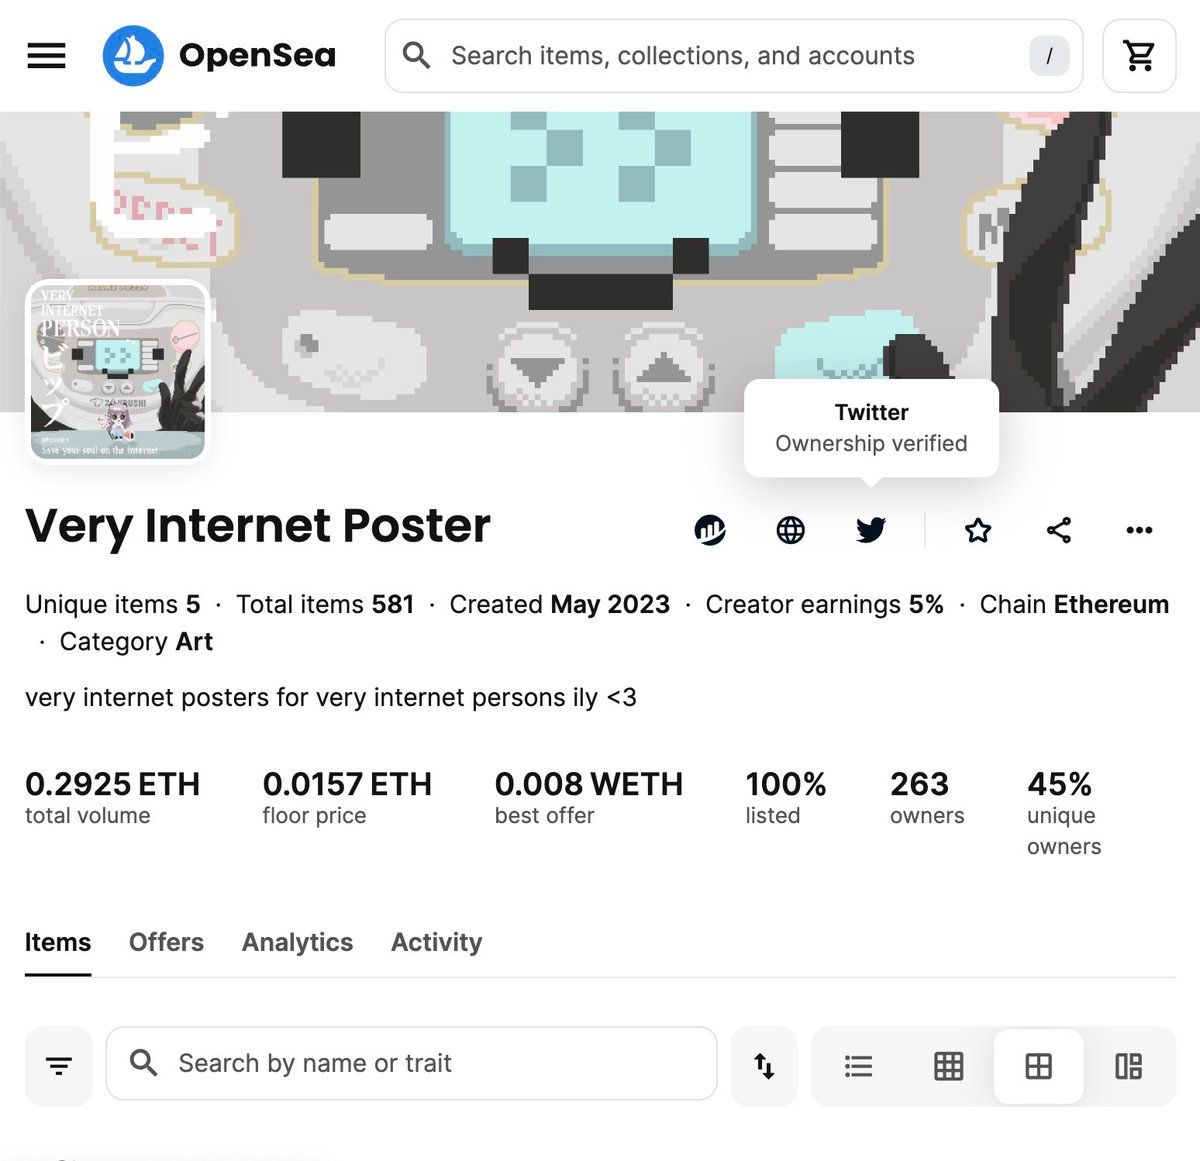 OpenSea
Search items, collections, and accounts
/
VERY
INTERNET
PERSON
ビップ
ZOJIRUSHI
Save your soul on the internet.
Twitter
Ownership verified
Very Internet Poster
Unique items 5 · Total items 581 · Created May 2023 · Creator earnings 5% · Chain Ethereum
· Category Art
very internet posters for very internet persons ily <3
0.2925 ETH
total volume
0.0157 ETH
floor price
0.008 WETH
best offer
100%
listed
263
owners
45%
unique
owners
Items
Offers
Analytics
Activity
Search by name or trait